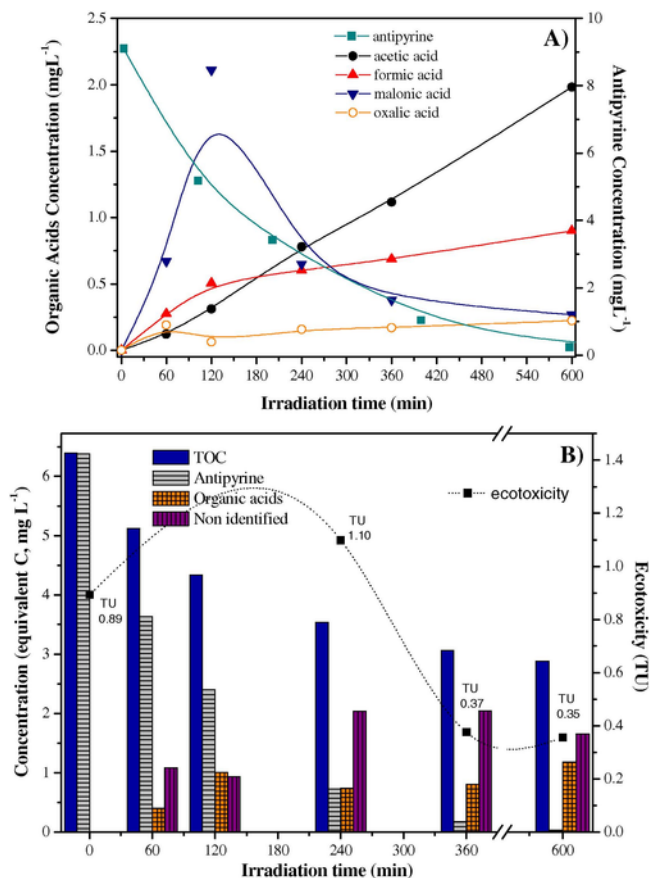 A)
antipyrine
acetic acid
formic acid
malonic acid
oxalic acid
Organic Acids Concentration (mgL⁻¹)
2.5
2.0
1.5
1.0
0.5
0.0
Antipyrine Concentration (mgL⁻¹)
10
8
6
4
2
0
0 60 120 180 240 300 360 420 480 540 600
Irradiation time (min)
B)
TOC
Antipyrine
Organic acids
Non identified
ecotoxicity
Concentration (equivalent C, mg L⁻¹)
6
5
4
3
2
1
0
TU
0.89
TU
1.10
TU
0.37
TU
0.35
Ecotoxicity (TU)
1.4
1.2
1.0
0.8
0.6
0.4
0.2
0.0
0 60 120 240 300 360 600
Irradiation time (min)